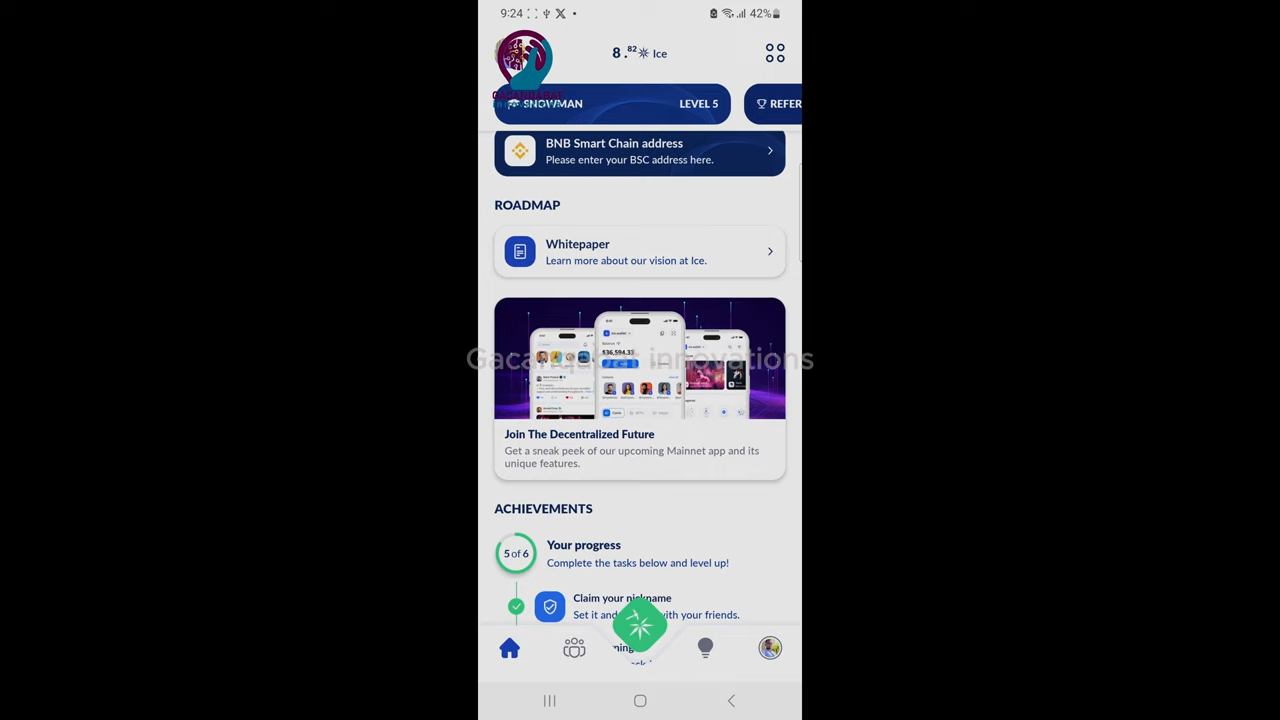 9:24
42%
8.82 Ice
SNOWMAN
LEVEL 5
REFER
BNB Smart Chain address
Please enter your BSC address here.
ROADMAP
Whitepaper
Learn more about our vision at Ice.
Gacanqabat innovations
Join The Decentralized Future
Get a sneak peek of our upcoming Mainnet app and its
unique features.
ACHIEVEMENTS
5 of 6
Your progress
Complete the tasks below and level up!
Claim your nickname
Set it and
with your friends.